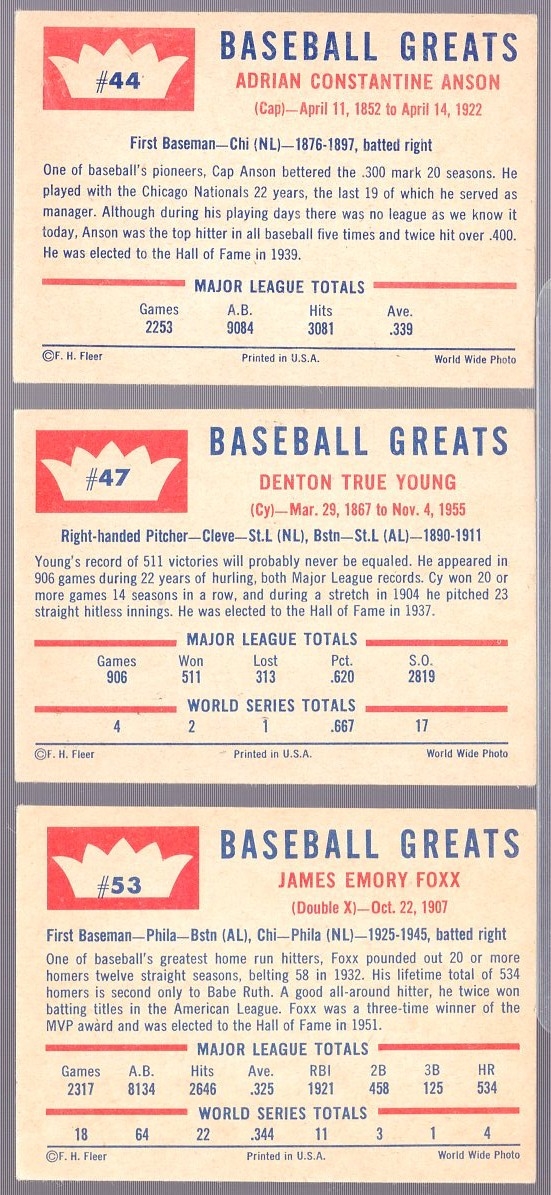 #44
BASEBALL GREATS
ADRIAN CONSTANTINE ANSON
(Cap)—April 11, 1852 to April 14, 1922
First Baseman—Chi (NL)—1876-1897, batted right
One of baseball's pioneers, Cap Anson bettered the .300 mark 20 seasons. He
played with the Chicago Nationals 22 years, the last 19 of which he served as
manager. Although during his playing days there was no league as we know it
today, Anson was the top hitter in all baseball five times and twice hit over .400.
He was elected to the Hall of Fame in 1939.
MAJOR LEAGUE TOTALS
Games A.B. Hits Ave.
2253 9084 3081 .339
©F. H. Fleer Printed in U.S.A. World Wide Photo
#47
BASEBALL GREATS
DENTON TRUE YOUNG
(Cy)—Mar. 29, 1867 to Nov. 4, 1955
Right-handed Pitcher—Cleve—St.L (NL), Bstn—St.L (AL)—1890-1911
Young's record of 511 victories will probably never be equaled. He appeared in
906 games during 22 years of hurling, both Major League records. Cy won 20 or
more games 14 seasons in a row, and during a stretch in 1904 he pitched 23
straight hitless innings. He was elected to the Hall of Fame in 1937.
MAJOR LEAGUE TOTALS
Games Won Lost Pct. S.O.
906 511 313 .620 2819
WORLD SERIES TOTALS
4 2 1 .667 17
©F. H. Fleer Printed in U.S.A. World Wide Photo
#53
BASEBALL GREATS
JAMES EMORY FOXX
(Double X)—Oct. 22, 1907
First Baseman—Phila—Bstn (AL), Chi—Phila (NL)—1925-1945, batted right
One of baseball's greatest home run hitters, Foxx pounded out 20 or more
homers twelve straight seasons, belting 58 in 1932. His lifetime total of 534
homers is second only to Babe Ruth. A good all-around hitter, he twice won
batting titles in the American League. Foxx was a three-time winner of the
MVP award and was elected to the Hall of Fame in 1951.
MAJOR LEAGUE TOTALS
Games A.B. Hits Ave. RBI 2B 3B HR
2317 8134 2646 .325 1921 458 125 534
WORLD SERIES TOTALS
18 64 22 .344 11 3 1 4
©F. H. Fleer Printed in U.S.A. World Wide Photo